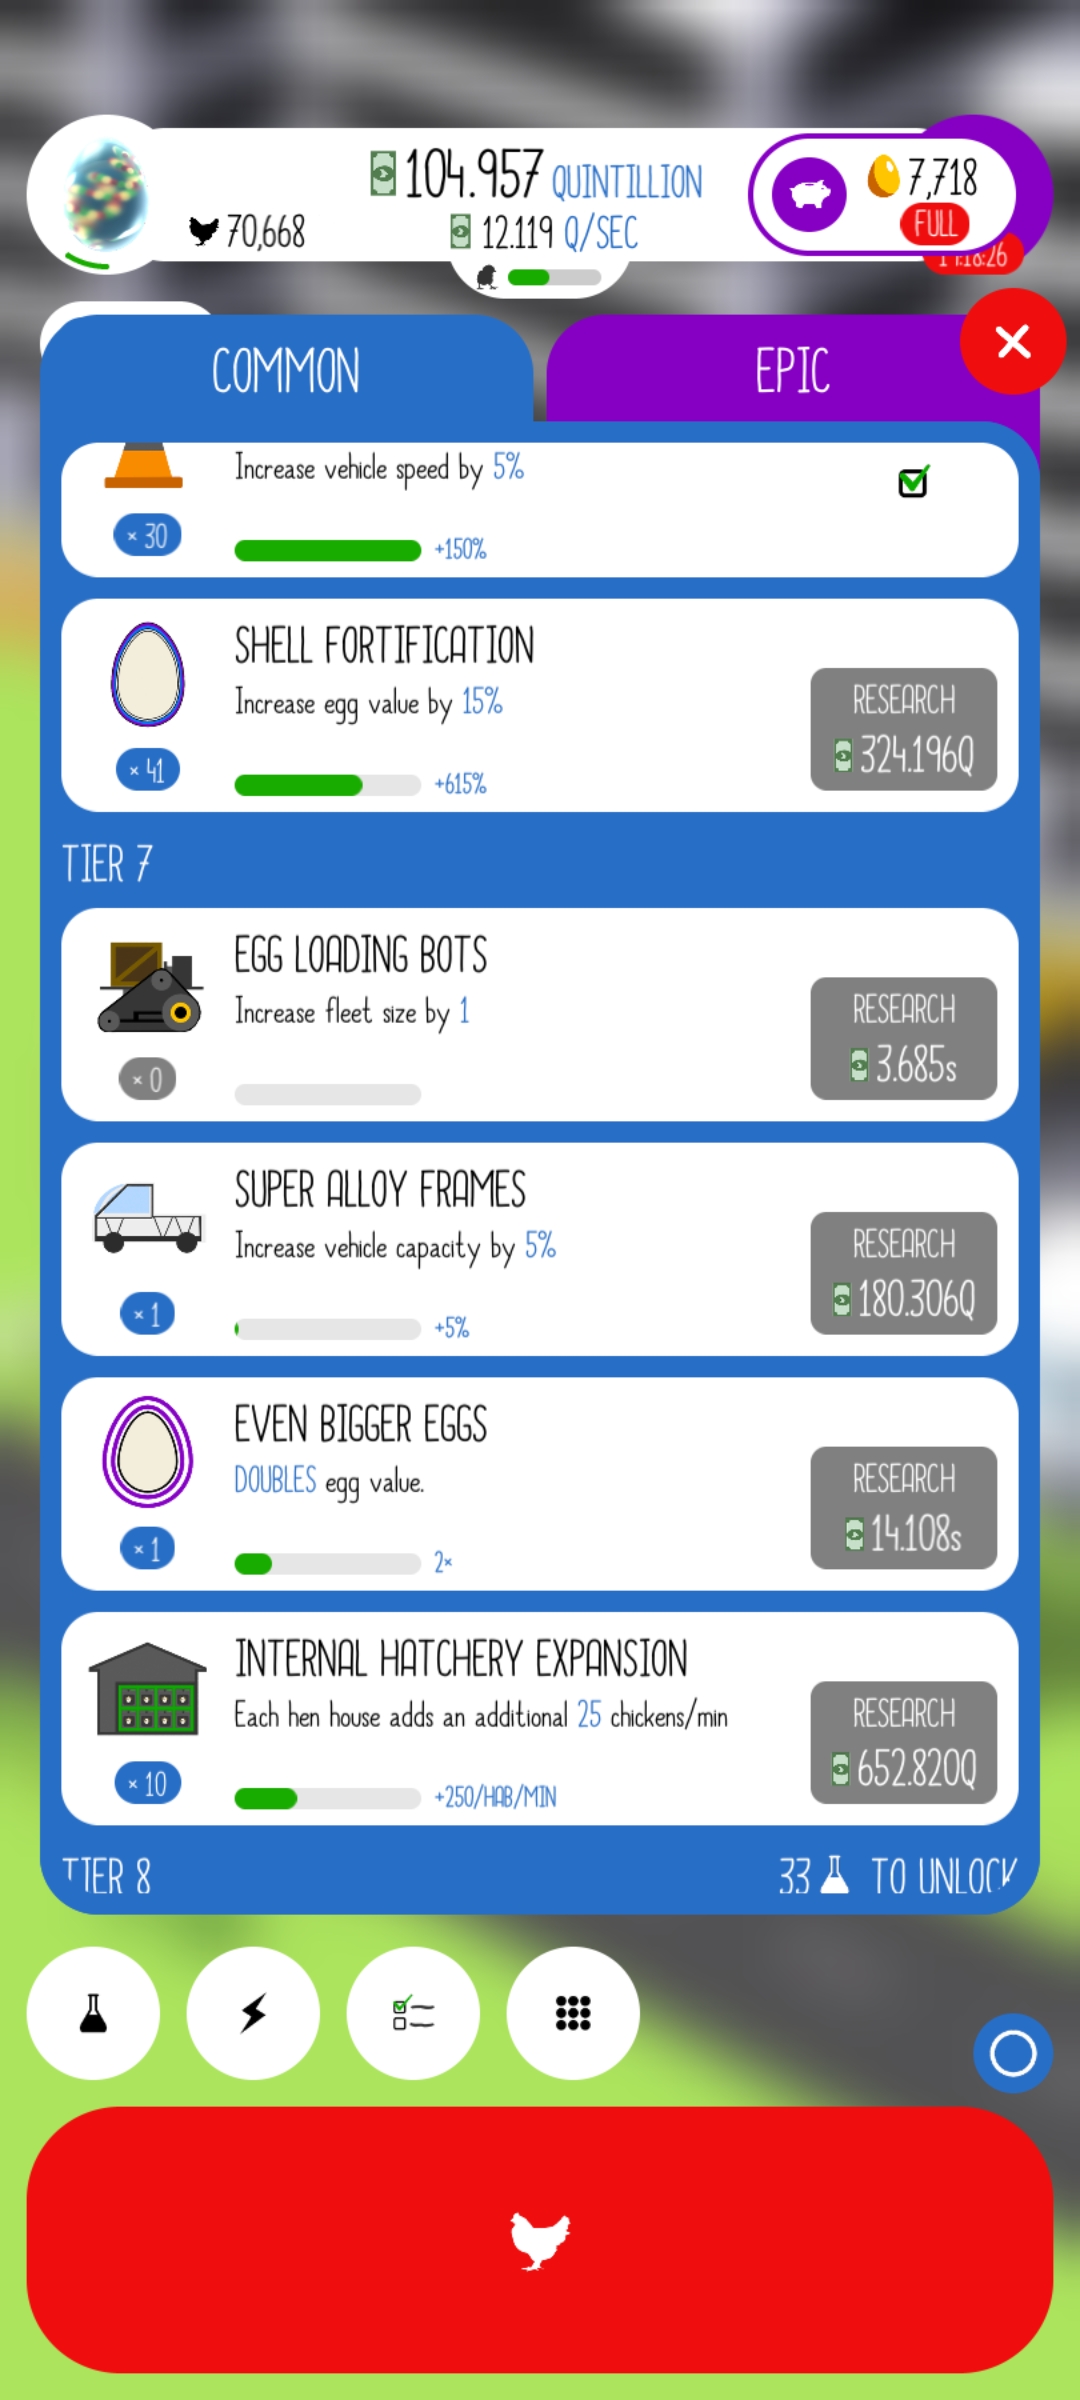 104.957 QUINTILLION
7,718
70,668
12.119 Q/SEC
FULL
COMMON
EPIC
Increase vehicle speed by 5%
× 30
+150%
SHELL FORTIFICATION
Increase egg value by 15%
RESEARCH
324.196Q
× 41
+615%
TIER 7
EGG LOADING BOTS
Increase fleet size by 1
RESEARCH
3.685s
× 0
SUPER ALLOY FRAMES
Increase vehicle capacity by 5%
RESEARCH
180.306Q
× 1
+5%
EVEN BIGGER EGGS
DOUBLES egg value.
RESEARCH
14.108s
× 1
2×
INTERNAL HATCHERY EXPANSION
Each hen house adds an additional 25 chickens/min
RESEARCH
652.820Q
× 10
+250/HAB/MIN
TIER 8
33 TO UNLOCK